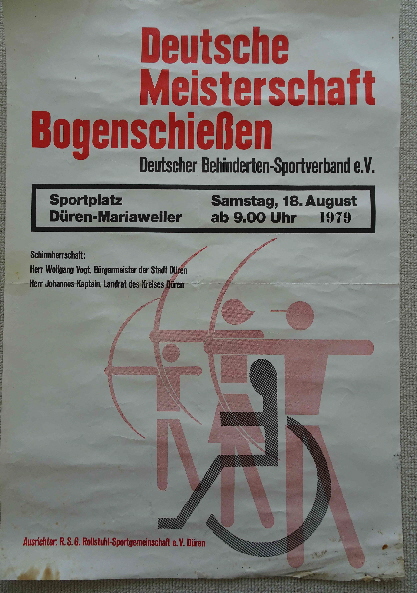 Deutsche
Meisterschaft
Bogenschießen
Deutscher Behinderten-Sportverband e.V.
Sportplatz
Düren-Mariaweiler
Samstag, 18. August
ab 9.00 Uhr 1979
Schirmherrschaft:
Herr Wolfgang Vogt, Bürgermeister der Stadt Düren
Herr Johannes Kaptain, Landrat des Kreises Düren
Ausrichter: R.S.G. Rollstuhl-Sportgemeinschaft e.V. Düren